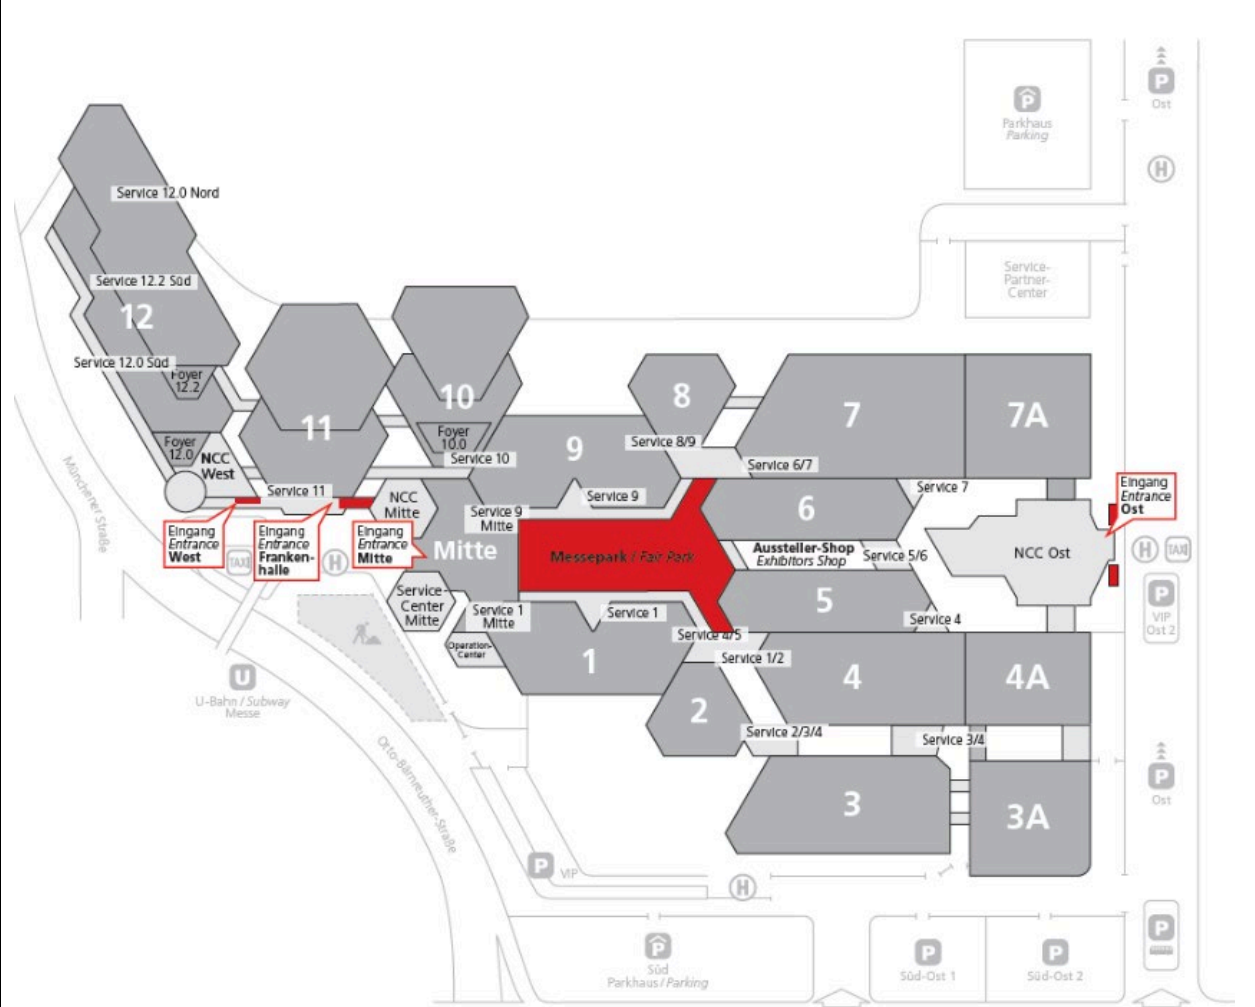 P
Ost
P
Parkhaus
Parking
H
Service 12.0 Nord
Service-
Partner-
Center
Service 12.2 Süd
12
Service 12.0 Süd
Foyer
12.2
10
8
7
7A
11
Foyer
10.0
Foyer
12.0
NCC
West
Service 10
9
Service 8/9
Service 6/7
Service 11
NCC
Mitte
Service 9
Service 9
Mitte
6
Service 7
Eingang
Entrance
Ost
Eingang
Entrance
West
Eingang
Entrance
Franken-
halle
Eingang
Entrance
Mitte
Mitte
Messepark / Fair Park
Aussteller-Shop
Exhibitors Shop
Service 5/6
NCC Ost
H
TAXI
TAXI
H
Münchener Straße
Service-
Center
Mitte
Service 1
Mitte
Service 1
5
Service 4
P
VIP
Ost 2
Operation-
Center
Service 4/5
1
Service 1/2
4
4A
U
U-Bahn / Subway
Messe
2
Service 2/3/4
Service 3/4
Otto-Bärnreuther-Straße
P
Ost
3
3A
P
VIP
H
P
Süd
Parkhaus / Parking
P
Süd-Ost 1
P
Süd-Ost 2
P